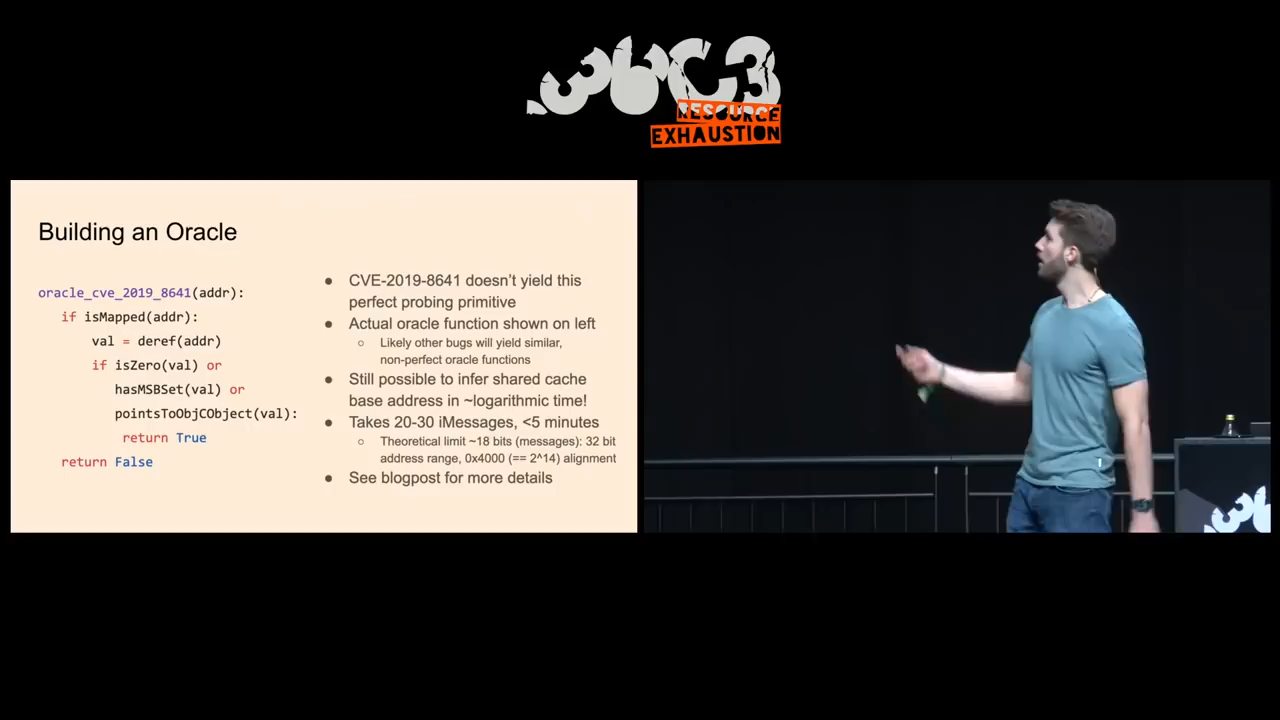 36C3
RESOURCE
EXHAUSTION
Building an Oracle
oracle_cve_2019_8641(addr):
if isMapped(addr):
val = deref(addr)
if isZero(val) or
hasMSBSet(val) or
pointsToObjCObject(val):
return True
return False
● CVE-2019-8641 doesn’t yield this
perfect probing primitive
● Actual oracle function shown on left
○ Likely other bugs will yield similar,
non-perfect oracle functions
● Still possible to infer shared cache
base address in ~logarithmic time!
● Takes 20-30 iMessages, <5 minutes
○ Theoretical limit ~18 bits (messages): 32 bit
address range, 0x4000 (== 2^14) alignment
● See blogpost for more details